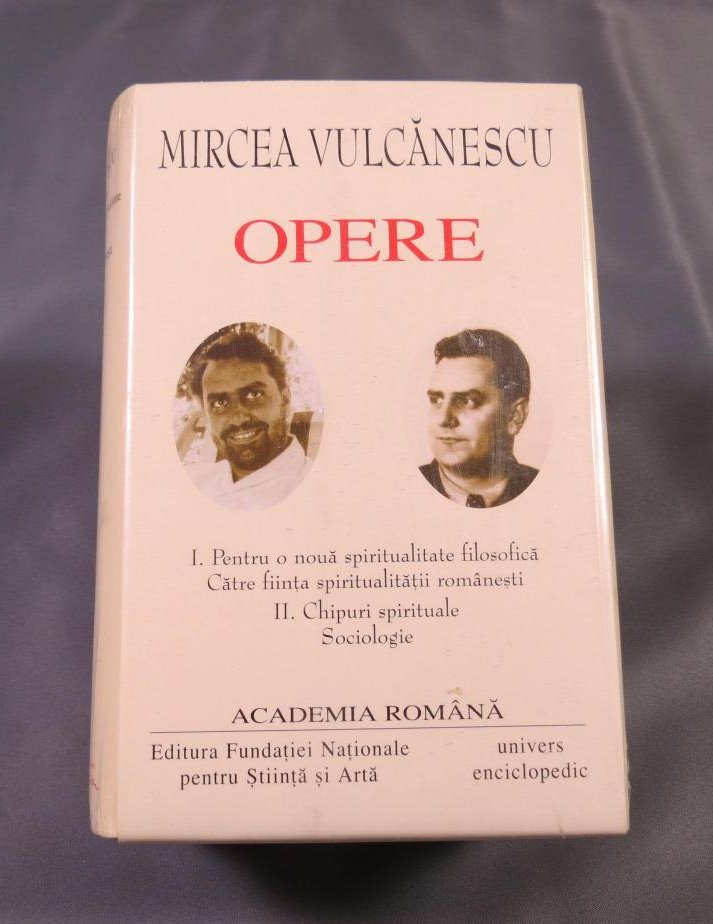 MIRCEA VULCĂNESCU
OPERE
I. Pentru o nouă spiritualitate filosofică
Către ființa spiritualității românești
II. Chipuri spirituale
Sociologie
ACADEMIA ROMÂNĂ
Editura Fundației Naționale
pentru Știință și Artă
univers
enciclopedic